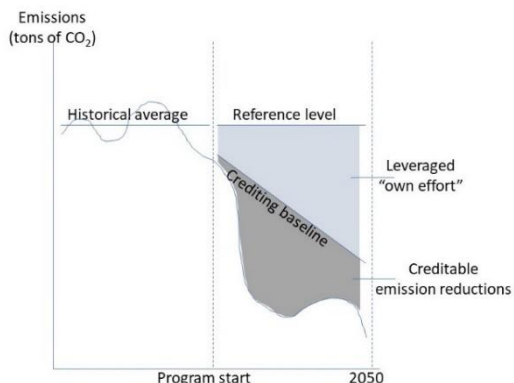 Emissions
(tons of CO₂)
Historical average
Reference level
Crediting baseline
Leveraged
"own effort"
Creditable
emission reductions
Program start
2050